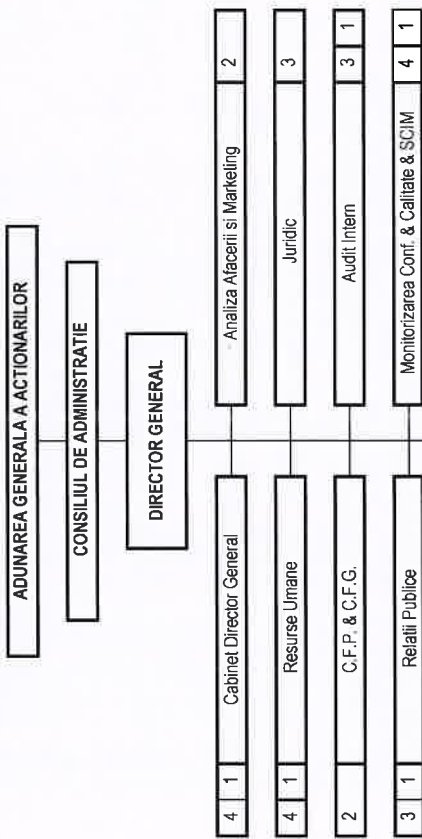 ADUNAREA GENERALA A ACTIONARILOR
CONSILIUL DE ADMINISTRATIE
DIRECTOR GENERAL
4 1 Cabinet Director General
Analiza Afacerii si Marketing 2
4 1 Resurse Umane
Juridic 3
2 C.F.P. & C.F.G.
Audit Intern 3 1
3 1 Relatii Publice
Monitorizarea Conf. & Calitate & SCIM 4 1